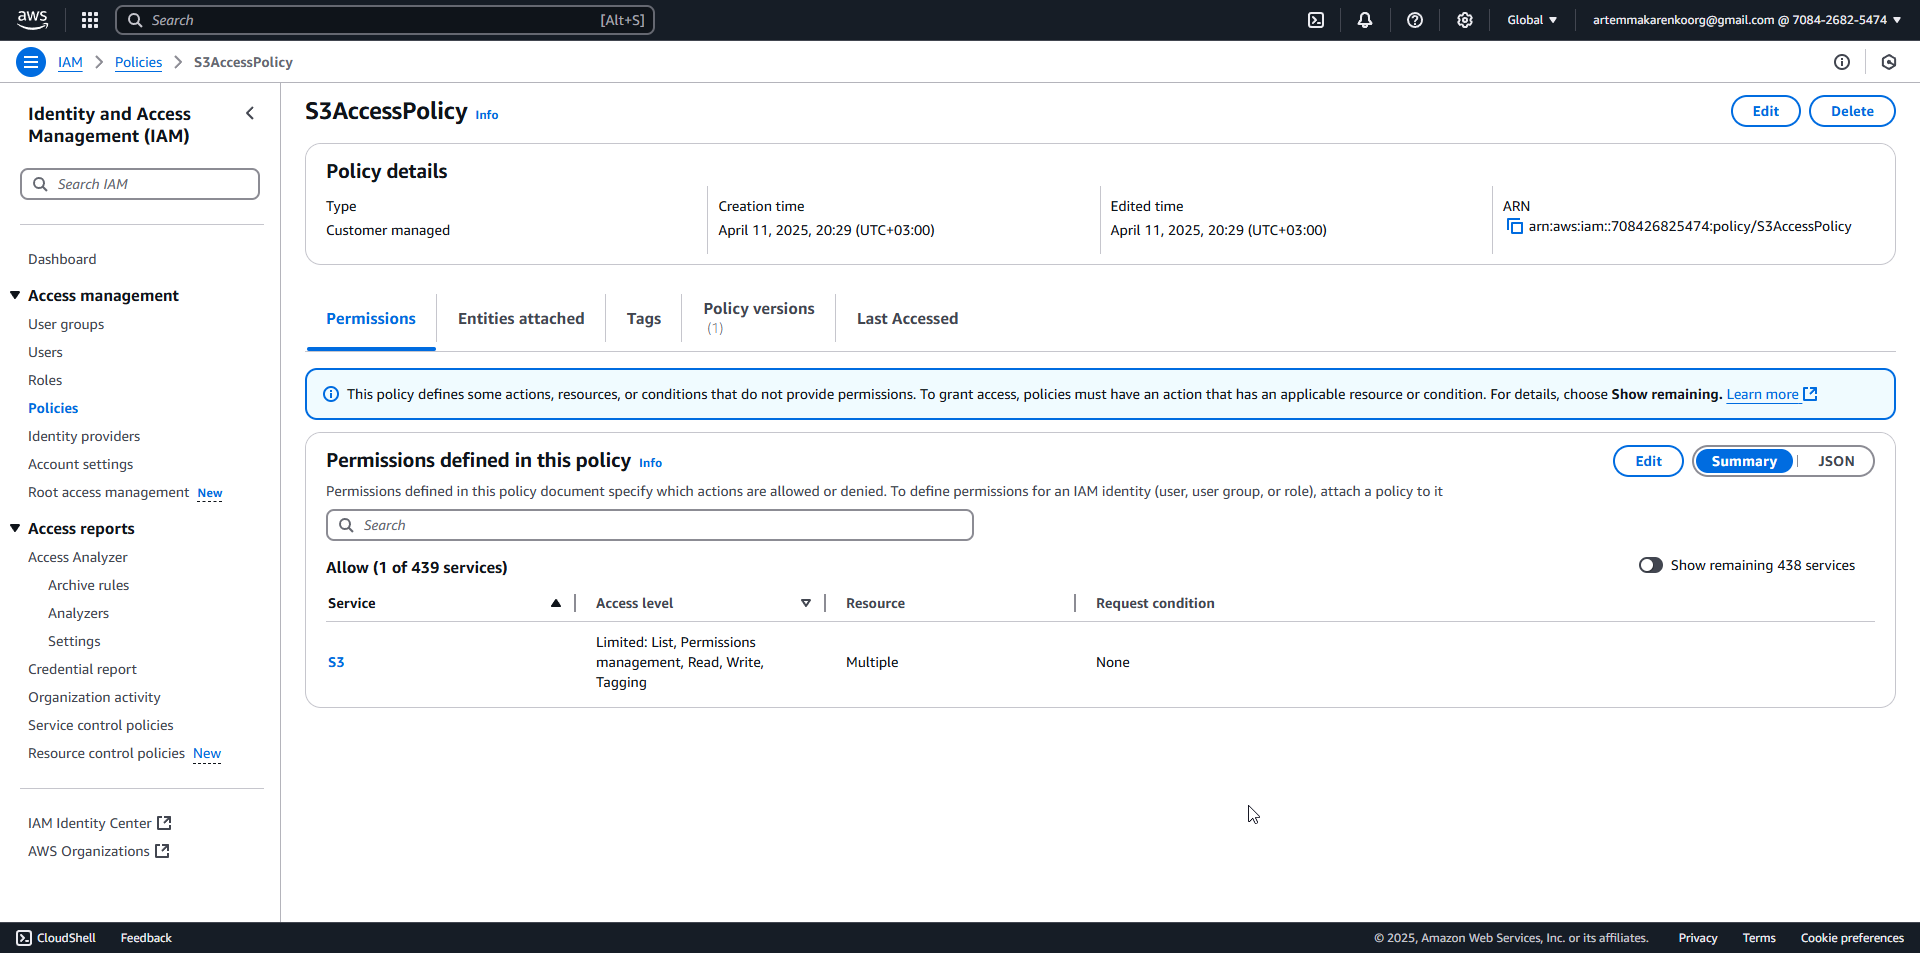 aws
Search
[Alt+S]
Global
artemmakarenkoorg@gmail.com @ 7084-2682-5474
IAM
Policies
S3AccessPolicy
Identity and Access
Management (IAM)
Search IAM
Dashboard
Access management
User groups
Users
Roles
Policies
Identity providers
Account settings
Root access management New
Access reports
Access Analyzer
Archive rules
Analyzers
Settings
Credential report
Organization activity
Service control policies
Resource control policies New
IAM Identity Center
AWS Organizations
S3AccessPolicy Info
Edit
Delete
Policy details
Type
Customer managed
Creation time
April 11, 2025, 20:29 (UTC+03:00)
Edited time
April 11, 2025, 20:29 (UTC+03:00)
ARN
arn:aws:iam::708426825474:policy/S3AccessPolicy
Permissions
Entities attached
Tags
Policy versions
(1)
Last Accessed
This policy defines some actions, resources, or conditions that do not provide permissions. To grant access, policies must have an action that has an applicable resource or condition. For details, choose Show remaining. Learn more
Permissions defined in this policy Info
Edit
Summary
JSON
Permissions defined in this policy document specify which actions are allowed or denied. To define permissions for an IAM identity (user, user group, or role), attach a policy to it
Search
Allow (1 of 439 services)
Show remaining 438 services
Service
Access level
Resource
Request condition
S3
Limited: List, Permissions
management, Read, Write,
Tagging
Multiple
None
CloudShell
Feedback
© 2025, Amazon Web Services, Inc. or its affiliates.
Privacy
Terms
Cookie preferences